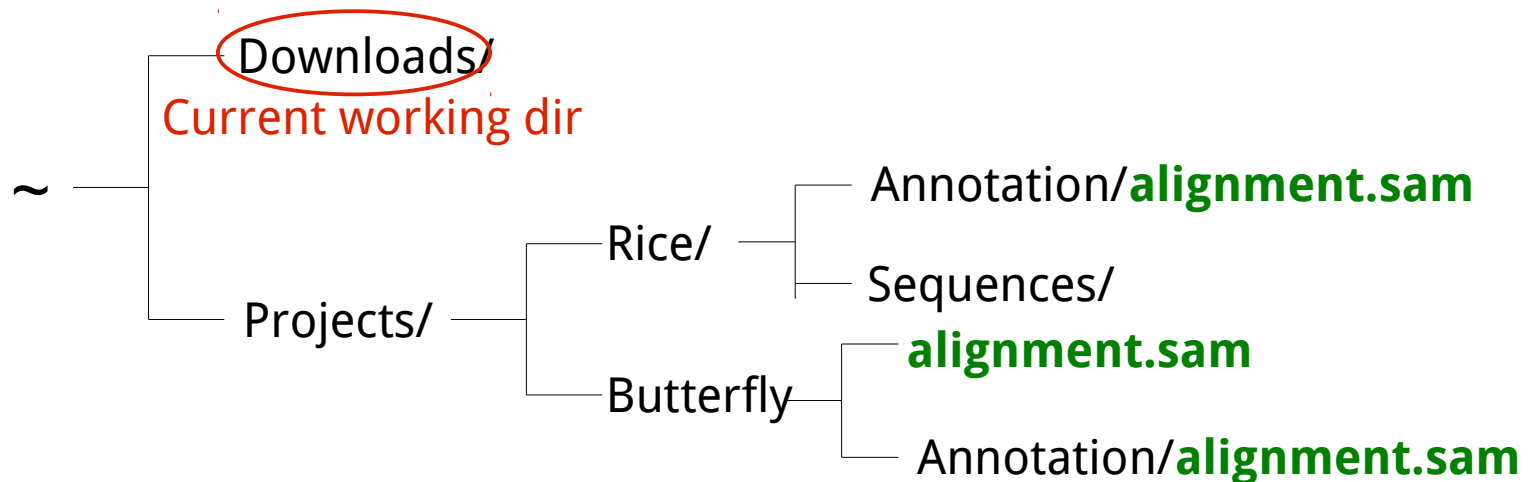 Downloads/
Current working dir
~
Projects/
Rice/
Annotation/alignment.sam
Sequences/
Butterfly
alignment.sam
Annotation/alignment.sam